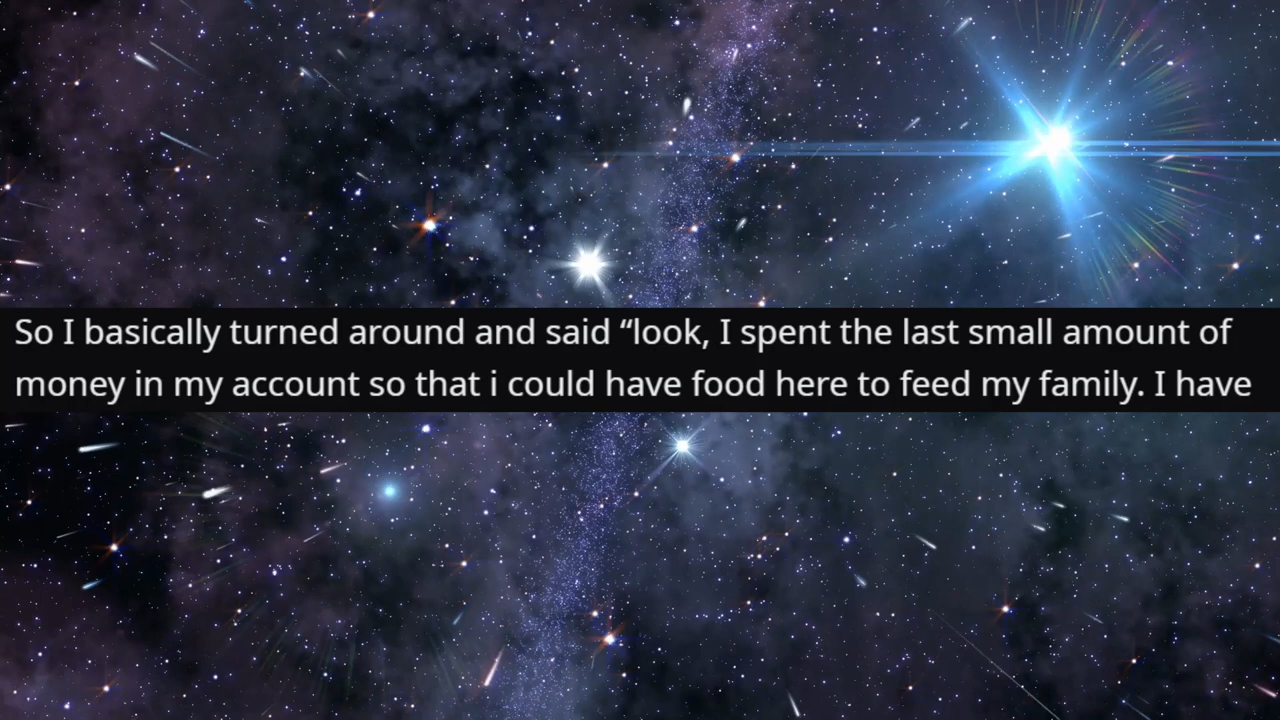 So I basically turned around and said “look, I spent the last small amount of
money in my account so that i could have food here to feed my family. I have